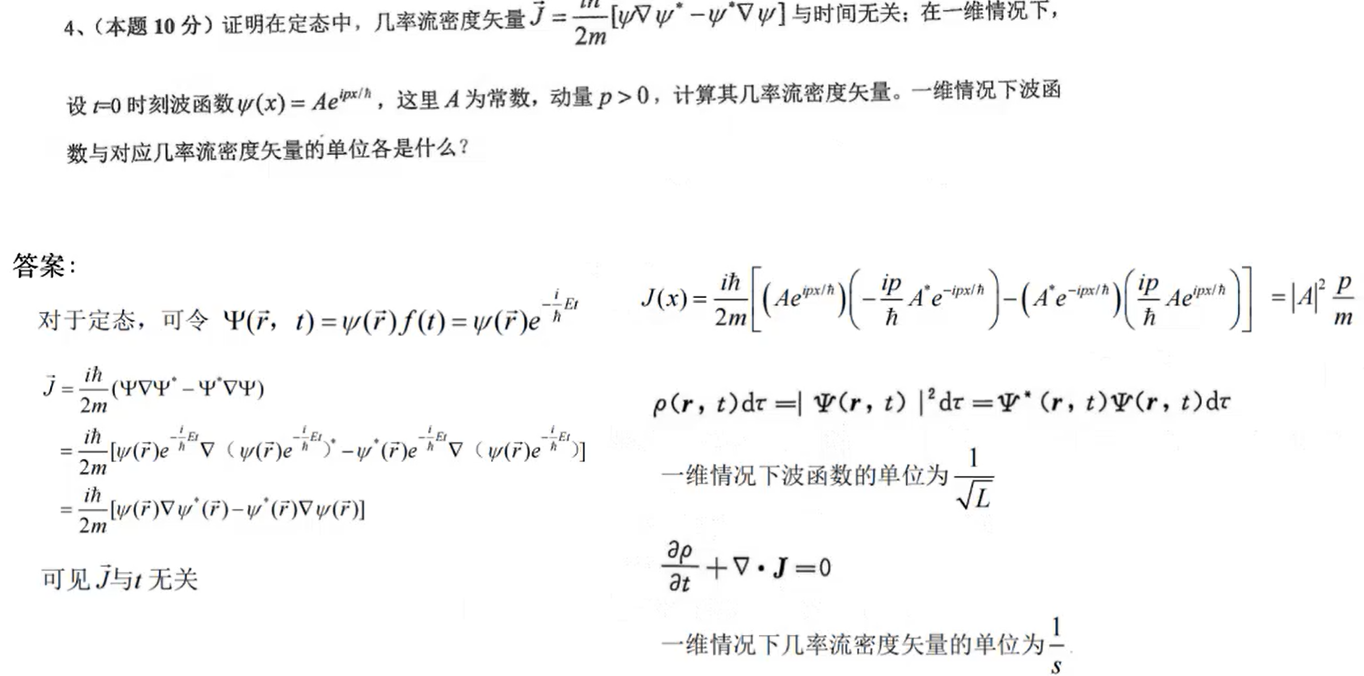 4、（本题 10 分）证明在定态中，几率流密度矢量 $\vec{J}=\frac{i\hbar}{2m}[\psi\nabla\psi^*-\psi^*\nabla\psi]$ 与时间无关；在一维情况下，
设 t=0 时刻波函数 $\psi(x)=Ae^{ipx/\hbar}$，这里 A 为常数，动量 $p>0$，计算其几率流密度矢量。一维情况下波函
数与对应几率流密度矢量的单位各是什么？
答案：
对于定态，可令 $\Psi(\vec{r}，t)=\psi(\vec{r})f(t)=\psi(\vec{r})e^{-\frac{i}{\hbar}Et}$
$\vec{J}=\frac{i\hbar}{2m}(\Psi\nabla\Psi^*-\Psi^*\nabla\Psi)$
$=\frac{i\hbar}{2m}[\psi(\vec{r})e^{-\frac{i}{\hbar}Et}\nabla（\psi(\vec{r})e^{-\frac{i}{\hbar}Et}）^*-\psi^*(\vec{r})e^{-\frac{i}{\hbar}Et}\nabla（\psi(\vec{r})e^{-\frac{i}{\hbar}Et}）]$
$=\frac{i\hbar}{2m}[\psi(\vec{r})\nabla\psi^*(\vec{r})-\psi^*(\vec{r})\nabla\psi(\vec{r})]$
可见 $\vec{J}$与t 无关
$J(x)=\frac{i\hbar}{2m}\left[\left(Ae^{ipx/\hbar}\right)\left(-\frac{ip}{\hbar}A^*e^{-ipx/\hbar}\right)-\left(A^*e^{-ipx/\hbar}\right)\left(\frac{ip}{\hbar}Ae^{ipx/\hbar}\right)\right]=|A|^2\frac{p}{m}$
$\rho(r,t)d\tau=|\Psi(r,t)|^2d\tau=\Psi^*(r,t)\Psi(r,t)d\tau$
一维情况下波函数的单位为$\frac{1}{\sqrt{L}}$
$\frac{\partial\rho}{\partial t}+\nabla\cdot J=0$
一维情况下几率流密度矢量的单位为$\frac{1}{s}$